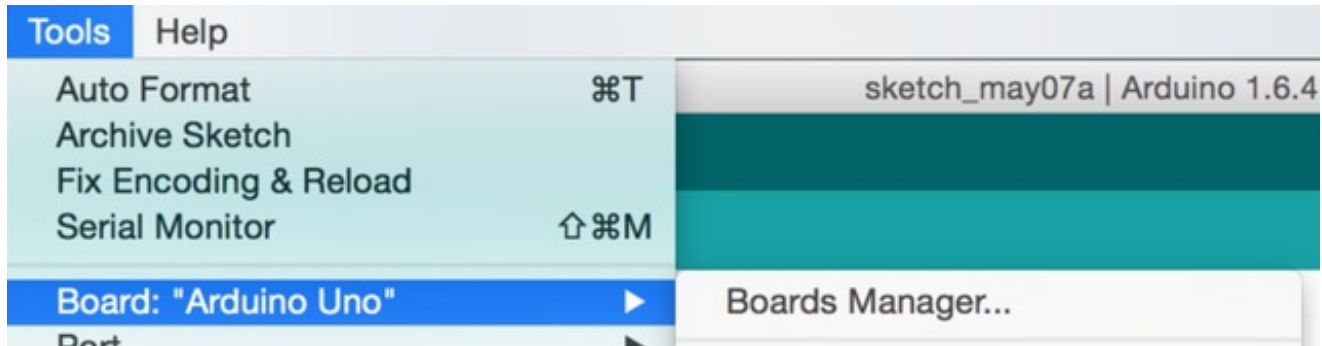 Tools Help
Auto Format ⌘T
sketch_may07a | Arduino 1.6.4
Archive Sketch
Fix Encoding & Reload
Serial Monitor ⇧⌘M
Board: "Arduino Uno" ▶ Boards Manager...
Port ▶